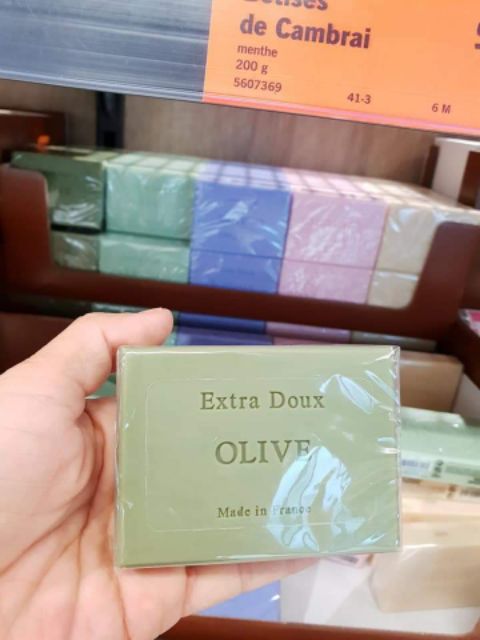 de Cambrai
menthe
200 g
5607369
41-3
6 M
Extra Doux
OLIVE
Made in France